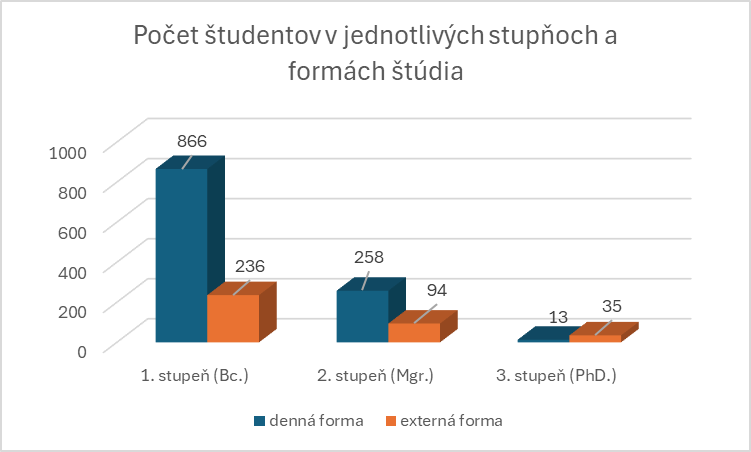 Počet študentov v jednotlivých stupňoch a
formách štúdia
1000
800
600
400
200
0
866
236
258
94
13
35
1. stupeň (Bc.)
2. stupeň (Mgr.)
3. stupeň (PhD.)
denná forma
externá forma